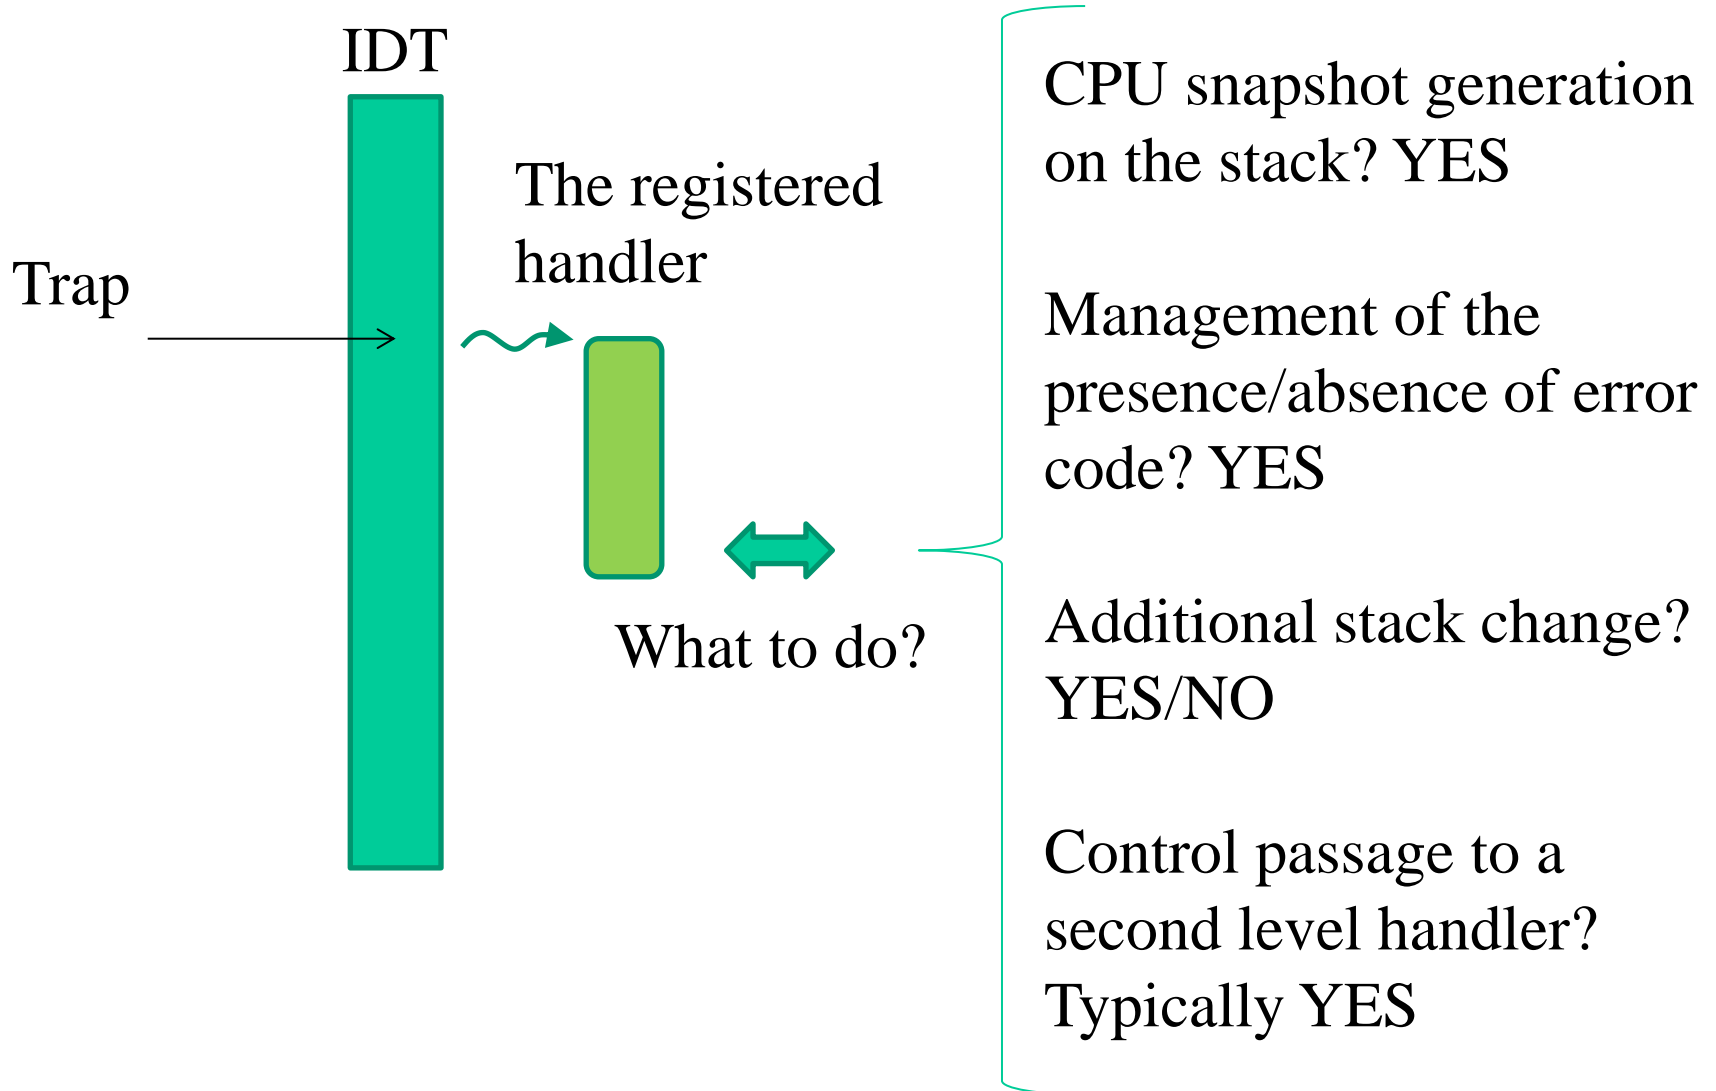 IDT
Trap
The registered
handler
What to do?
CPU snapshot generation
on the stack? YES
Management of the
presence/absence of error
code? YES
Additional stack change?
YES/NO
Control passage to a
second level handler?
Typically YES